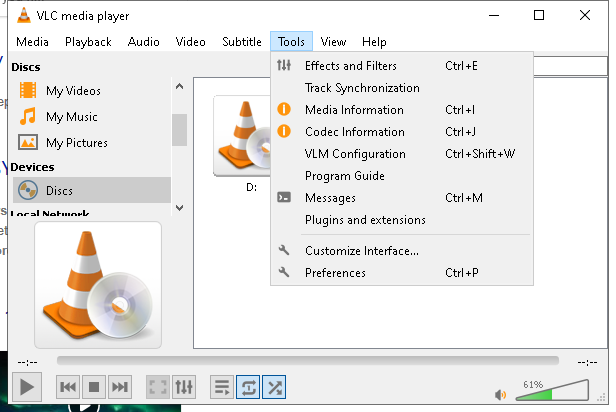 VLC media player
Media Playback Audio Video Subtitle Tools View Help
Discs
My Videos
My Music
My Pictures
Devices
Discs
Local Network
D:
Effects and Filters Ctrl+E
Track Synchronization
Media Information Ctrl+I
Codec Information Ctrl+J
VLM Configuration Ctrl+Shift+W
Program Guide
Messages Ctrl+M
Plugins and extensions
Customize Interface...
Preferences Ctrl+P
--:-- --:--
61%